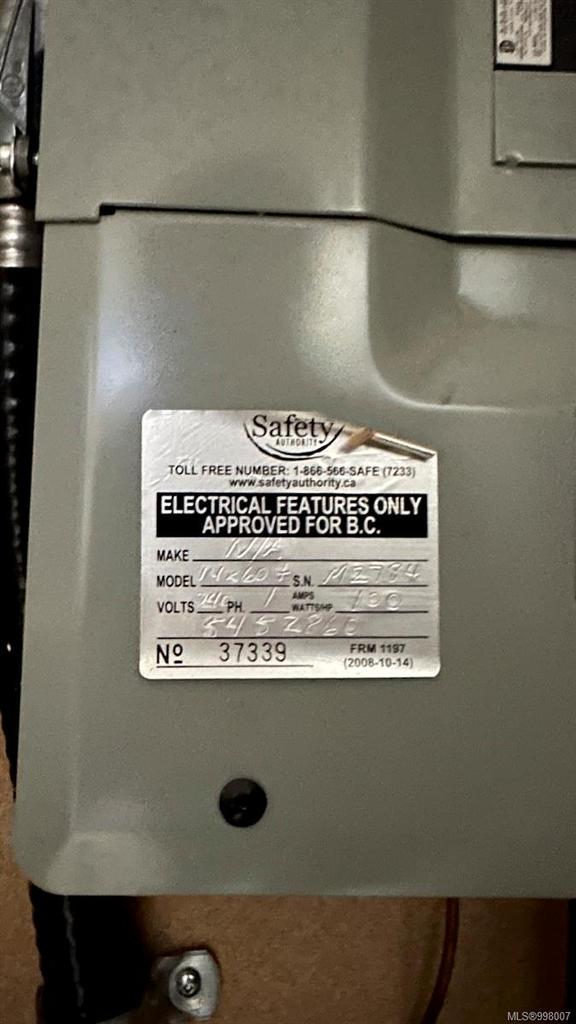 Safety
AUTHORITY
TOLL FREE NUMBER: 1-866-566-SAFE (7233)
www.safetyauthority.ca
ELECTRICAL FEATURES ONLY
APPROVED FOR B.C.
MAKE N/A
MODEL 14x60 S.N. M2784
VOLTS 240 PH. 1 AMPS WATTS/HP 100
5452860
Nº 37339 FRM 1197
(2008-10-14)
MLS®998007